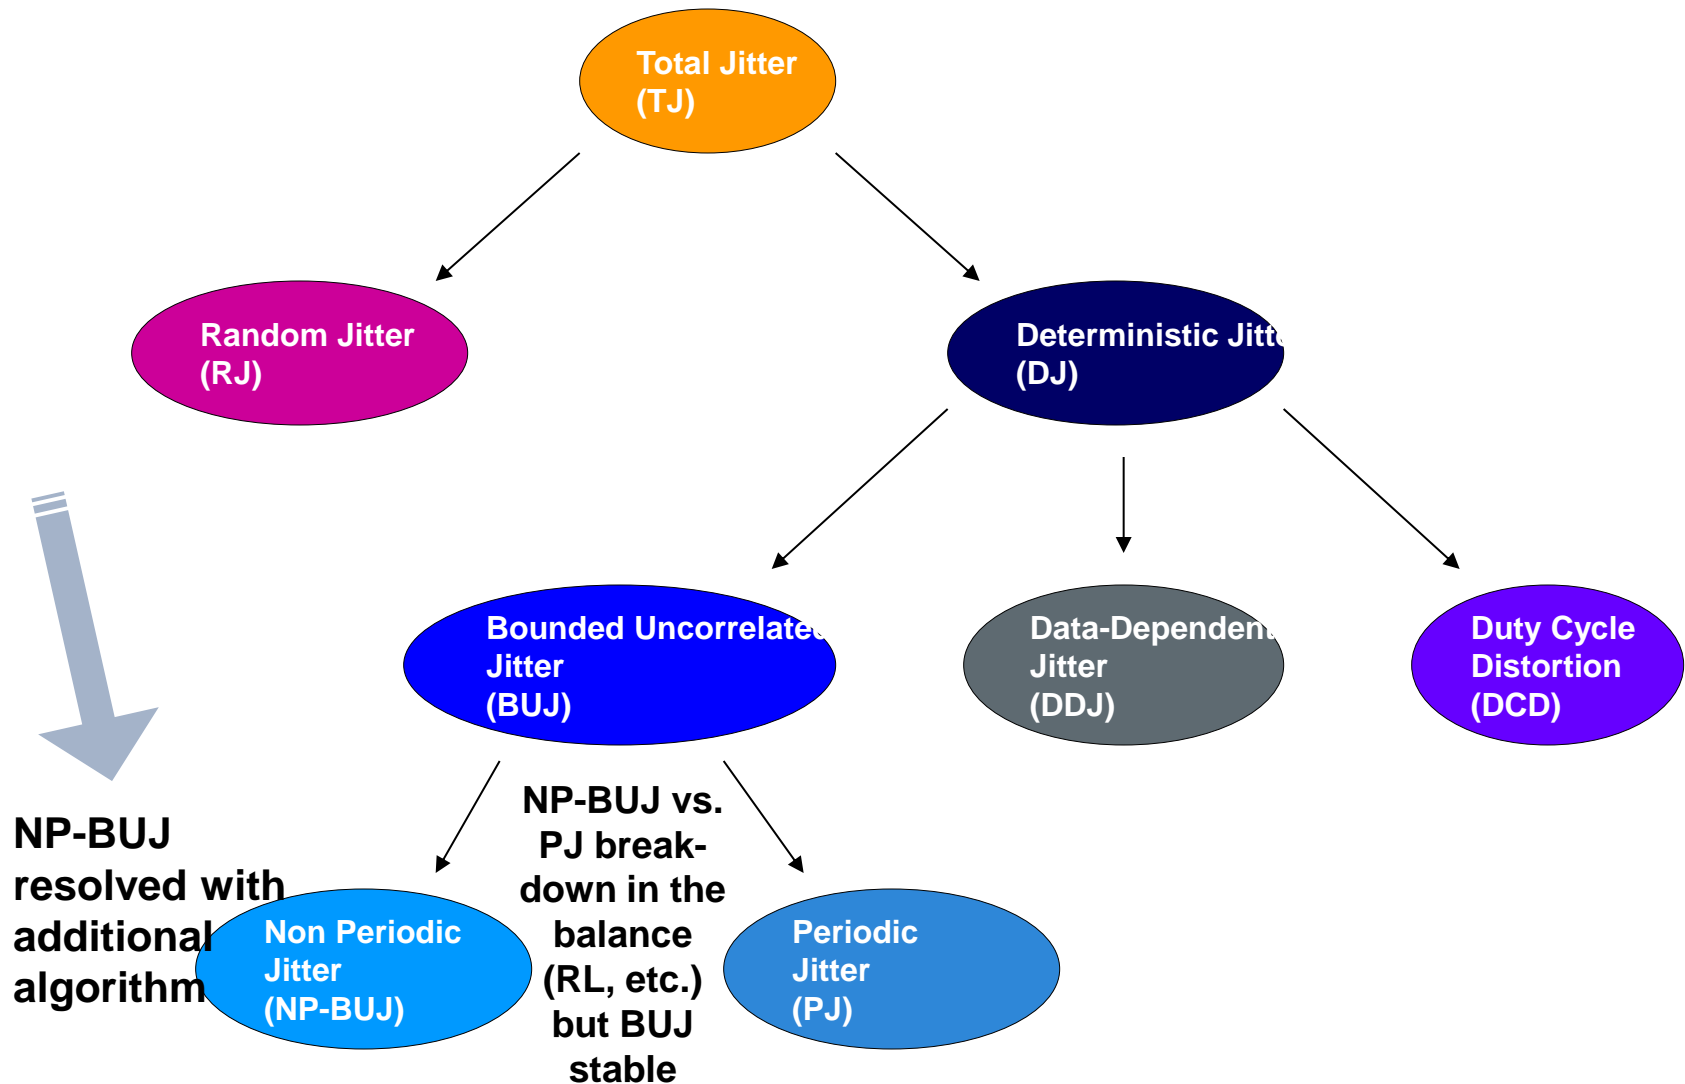 Total Jitter
(TJ)
Random Jitter
(RJ)
Deterministic Jitte
(DJ)
Bounded Uncorrelated
Jitter
(BUJ)
Data-Dependent
Jitter
(DDJ)
Duty Cycle
Distortion
(DCD)
NP-BUJ
resolved with
additional
algorithm
NP-BUJ vs.
PJ break-
down in the
balance
(RL, etc.)
but BUJ
stable
Non Periodic
Jitter
(NP-BUJ)
Periodic
Jitter
(PJ)